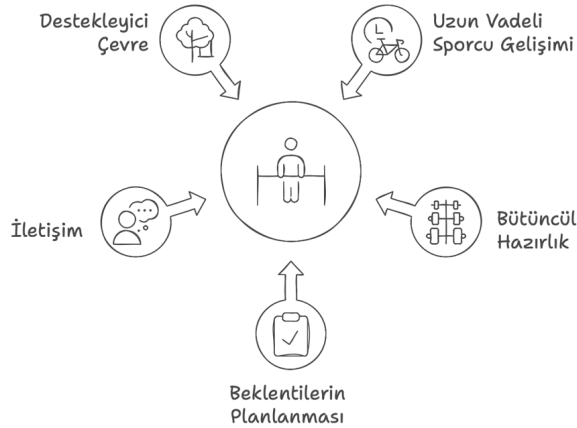 Destekleyici
Çevre
Uzun Vadeli
Sporcu Gelişimi
İletişim
Bütüncül
Hazırlık
Beklentilerin
Planlanması